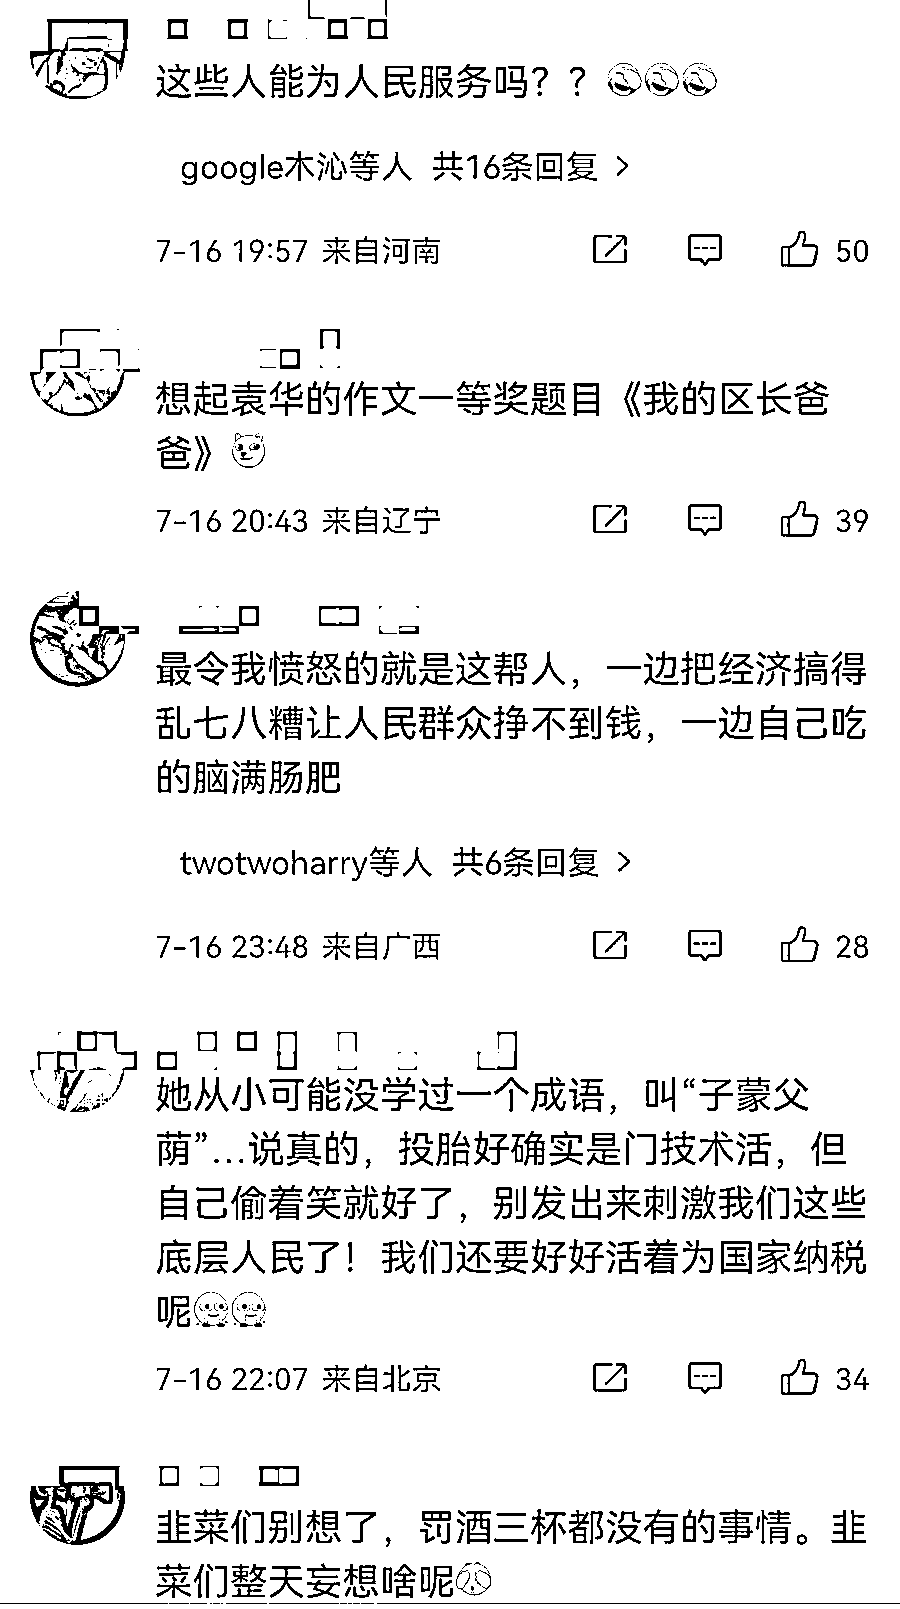 这些人能为人民服务吗？？
google木沁等人 共16条回复 >
7-16 19:57 来自河南 50
想起袁华的作文一等奖题目《我的区长爸
爸》
7-16 20:43 来自辽宁 39
最令我愤怒的就是这帮人，一边把经济搞得
乱七八糟让人民群众挣不到钱，一边自己吃
的脑满肠肥
twotwoharry等人 共6条回复 >
7-16 23:48 来自广西 28
她从小可能没学过一个成语，叫“子蒙父
荫”...说真的，投胎好确实是门技术活，但
自己偷着笑就好了，别发出来刺激我们这些
底层人民了！我们还要好好活着为国家纳税
呢
7-16 22:07 来自北京 34
韭菜们别想了，罚酒三杯都没有的事情。韭
菜们整天妄想啥呢